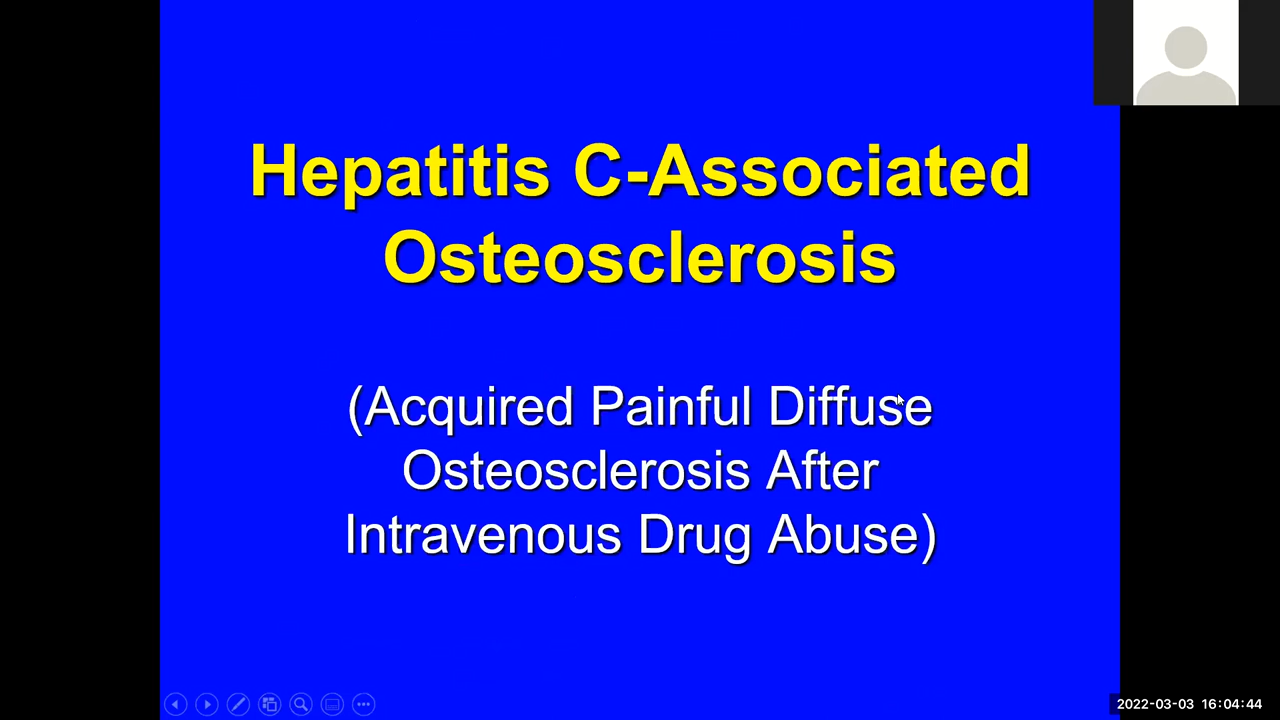 Hepatitis C-Associated
Osteosclerosis
(Acquired Painful Diffuse
Osteosclerosis After
Intravenous Drug Abuse)
2022-03-03 16:04:44